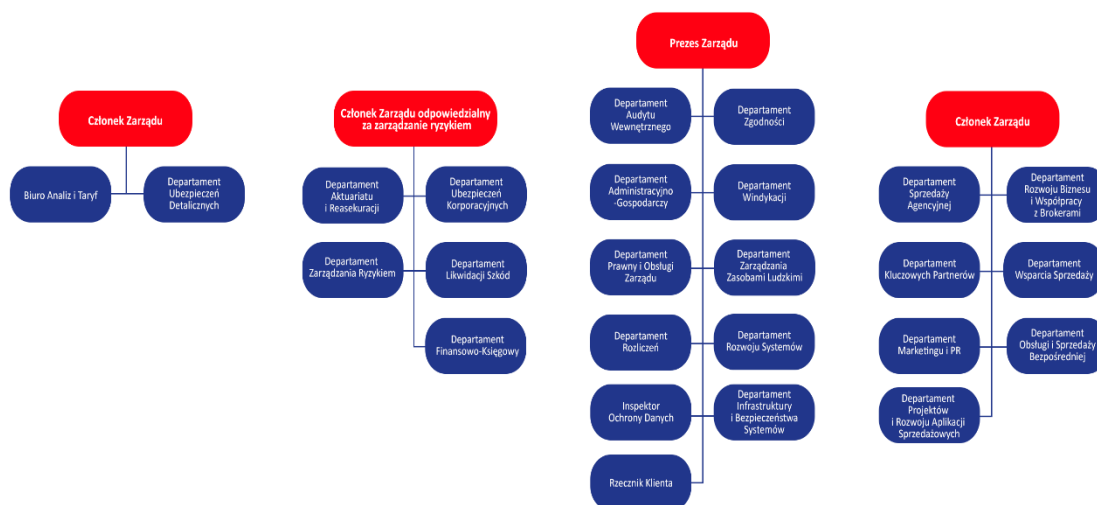 Członek Zarządu
Biuro Analiz i Taryf
Departament
Ubezpieczeń
Detalicznych
Członek Zarządu odpowiedzialny
za zarządzanie ryzykiem
Departament
Aktuariatu
i Reasekuracji
Departament
Ubezpieczeń
Korporacyjnych
Departament
Zarządzania Ryzykiem
Departament
Likwidacji Szkód
Departament
Finansowo-Księgowy
Prezes Zarządu
Departament
Audytu
Wewnętrznego
Departament
Zgodności
Departament
Administracyjno
-Gospodarczy
Departament
Windykacji
Departament
Prawny i Obsługi
Zarządu
Departament
Zarządzania
Zasobami Ludzkimi
Departament
Rozliczeń
Departament
Rozwoju Systemów
Inspektor
Ochrony Danych
Departament
Infrastruktury
i Bezpieczeństwa
Systemów
Rzecznik Klienta
Członek Zarządu
Departament
Sprzedaży
Agencyjnej
Departament
Rozwoju Biznesu
i Współpracy
z Brokerami
Departament
Kluczowych Partnerów
Departament
Wsparcia Sprzedaży
Departament
Marketingu i PR
Departament
Obsługi i Sprzedaży
Bezpośredniej
Departament
Projektów
i Rozwoju Aplikacji
Sprzedażowych